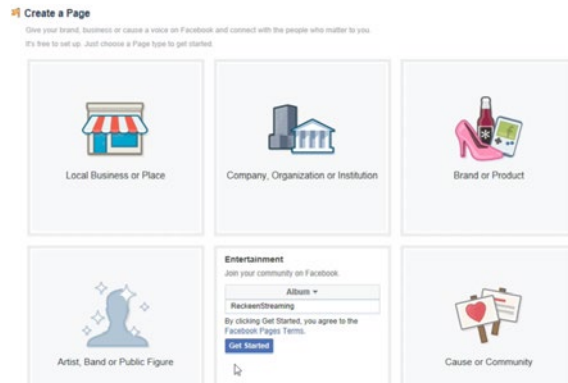 Create a Page
Give your brand, business or cause a voice on Facebook and connect with the people who matter to you.
It's free to set up. Just choose a Page type to get started.
Local Business or Place
Company, Organization or Institution
Brand or Product
Artist, Band or Public Figure
Entertainment
Join your community on Facebook.
Album
ReckeenStreaming
By clicking Get Started, you agree to the
Facebook Pages Terms.
Get Started
Cause or Community